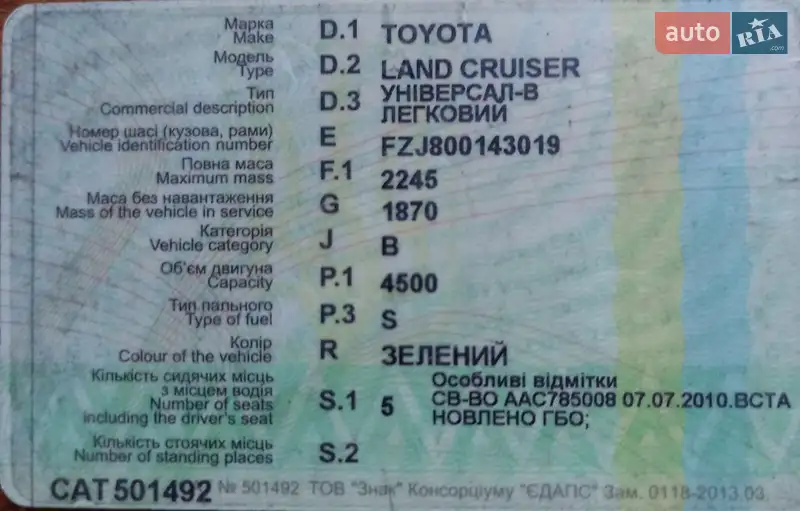 auto RIA .com
Марка
Make D.1 TOYOTA
Модель
Type D.2 LAND CRUISER
Тип
Commercial description D.3 УНІВЕРСАЛ-В
ЛЕГКОВИЙ
Номер шасі (кузова, рами)
Vehicle identification number E FZJ800143019
Повна маса
Maximum mass F.1 2245
Маса без навантаження
Mass of the vehicle in service G 1870
Категорія
Vehicle category J B
Об'єм двигуна
Capacity P.1 4500
Тип пального
Type of fuel P.3 S
Колір
Colour of the vehicle R ЗЕЛЕНИЙ
Кількість сидячих місць
з місцем водія
Number of seats
including the driver's seat S.1 5
Особливі відмітки
СВ-ВО ААС785008 07.07.2010.ВСТА
НОВЛЕНО ГБО;
Кількість стоячих місць
Number of standing places S.2
САТ501492 № 501492 ТОВ "Знак" Консорціуму "ЄДАПС" Зам. 0118-2013.03.